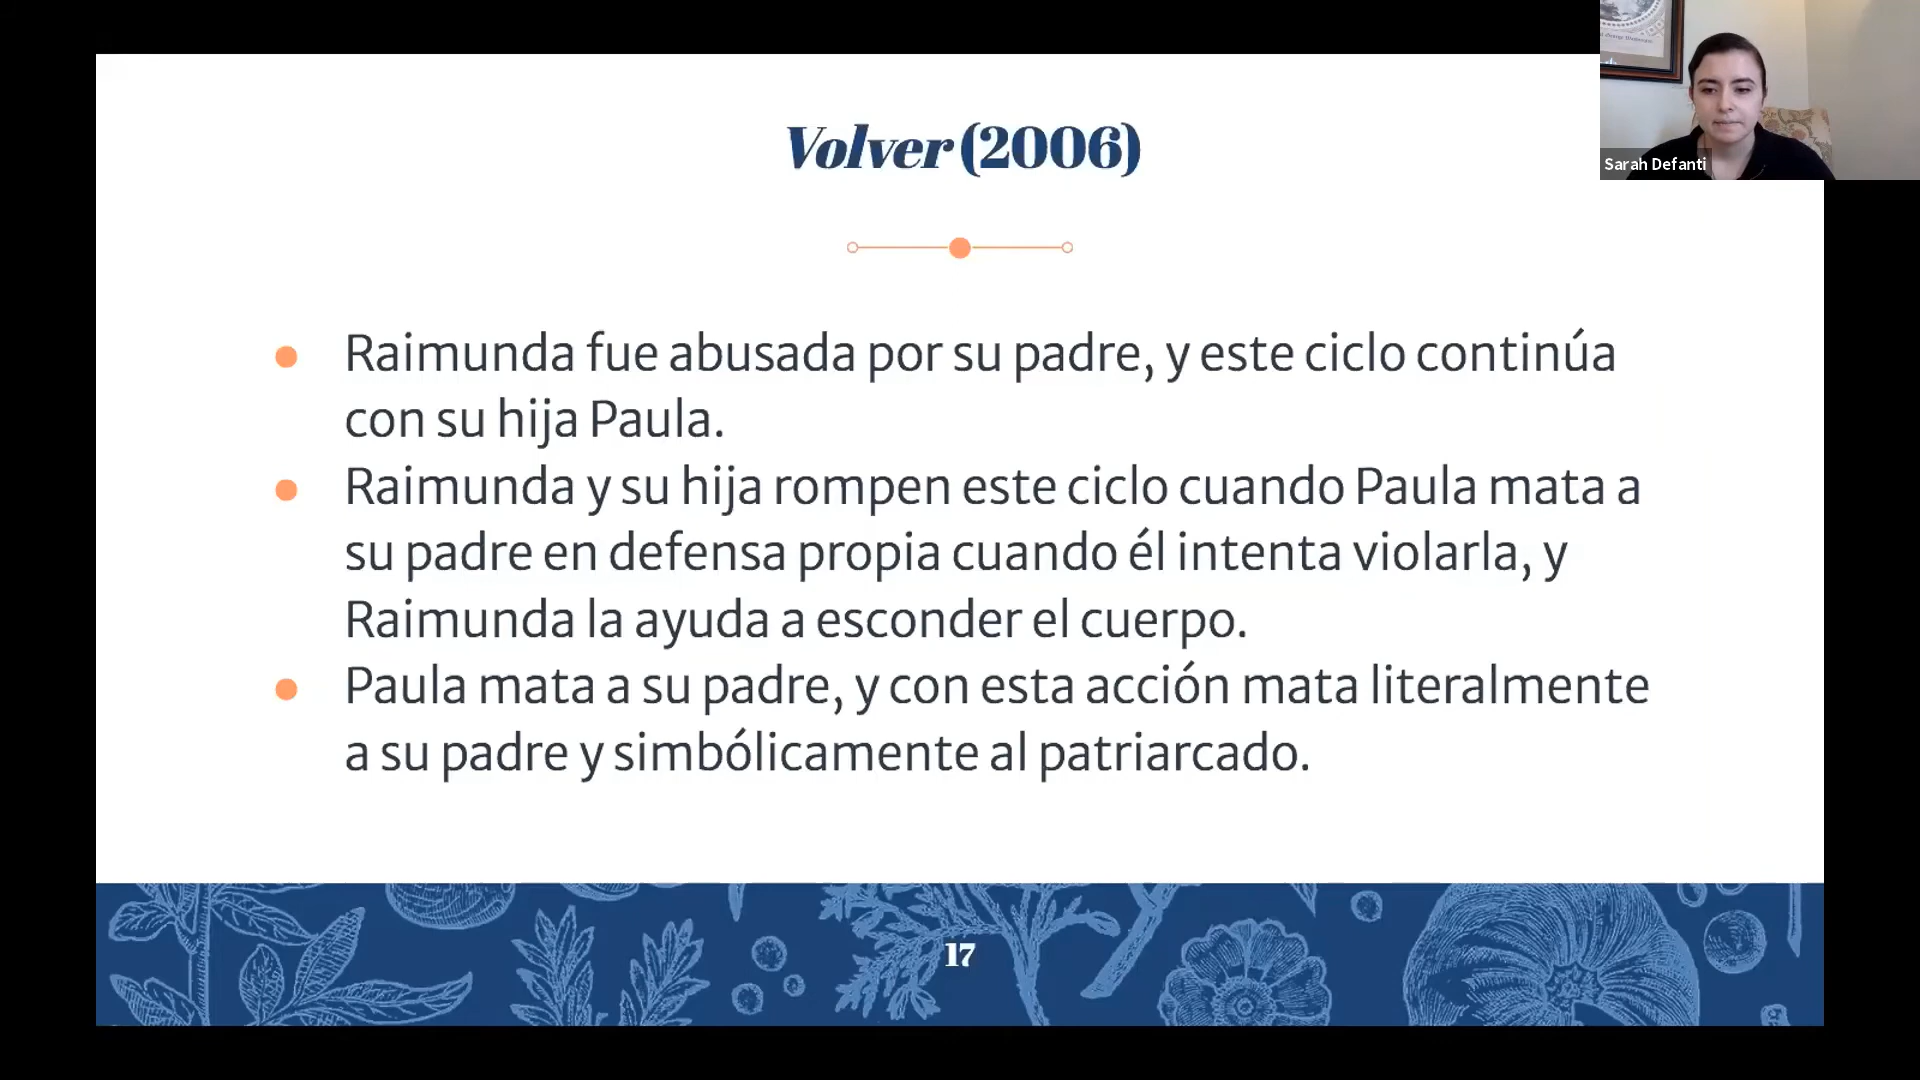 Volver (2006)
Sarah Defanti
Raimunda fue abusada por su padre, y este ciclo continúa
con su hija Paula.
Raimunda y su hija rompen este ciclo cuando Paula mata a
su padre en defensa propia cuando él intenta violarla, y
Raimunda la ayuda a esconder el cuerpo.
Paula mata a su padre, y con esta acción mata literalmente
a su padre y simbólicamente al patriarcado.
17